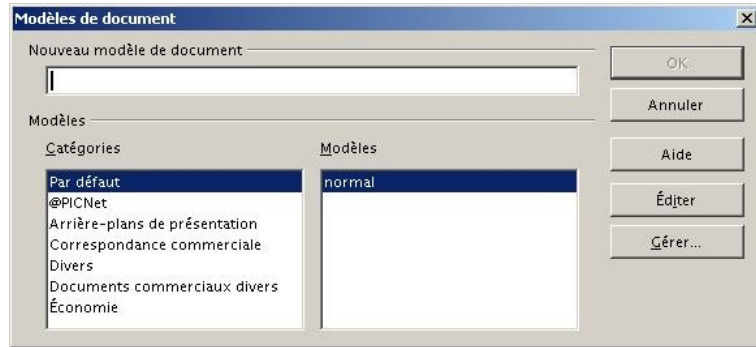 Modèles de document
Nouveau modèle de document
OK
Annuler
Modèles
Catégories
Modèles
Aide
Par défaut
normal
@PICNet
Éditer
Arrière-plans de présentation
Correspondance commerciale
Gérer...
Divers
Documents commerciaux divers
Économie